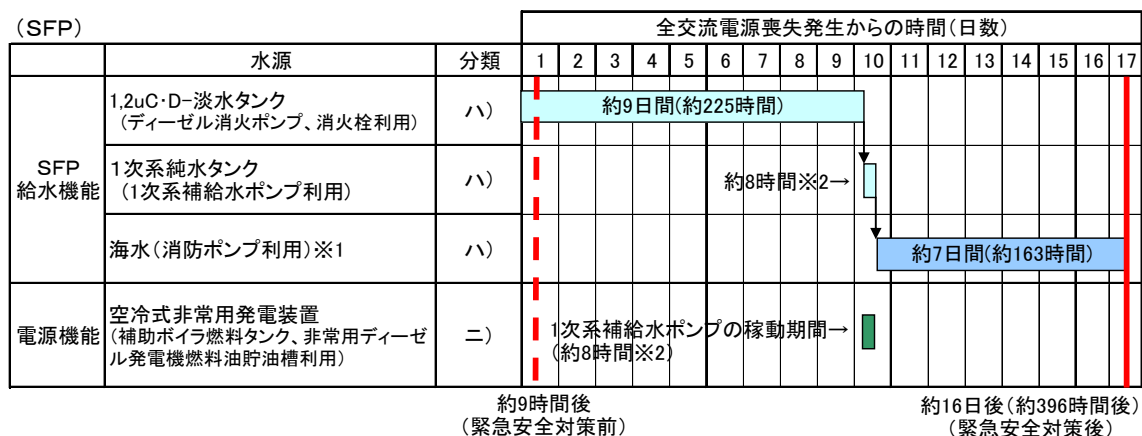 （SFP）
全交流電源喪失発生からの時間（日数）
水源 分類 1 2 3 4 5 6 7 8 9 10 11 12 13 14 15 16 17
SFP
給水機能
1,2uC・D-淡水タンク
（ディーゼル消火ポンプ、消火栓利用）
ハ）
約9日間（約225時間）
１次系純水タンク
（１次系補給水ポンプ利用）
ハ）
約8時間※2→
海水（消防ポンプ利用）※1
ハ）
約7日間（約163時間）
電源機能
空冷式非常用発電装置
（補助ボイラ燃料タンク、非常用ディーゼ
ル発電機燃料油貯油槽利用）
ニ）
１次系補給水ポンプの稼動期間→
（約8時間※2）
約9時間後
（緊急安全対策前）
約16日後（約396時間後）
（緊急安全対策後）